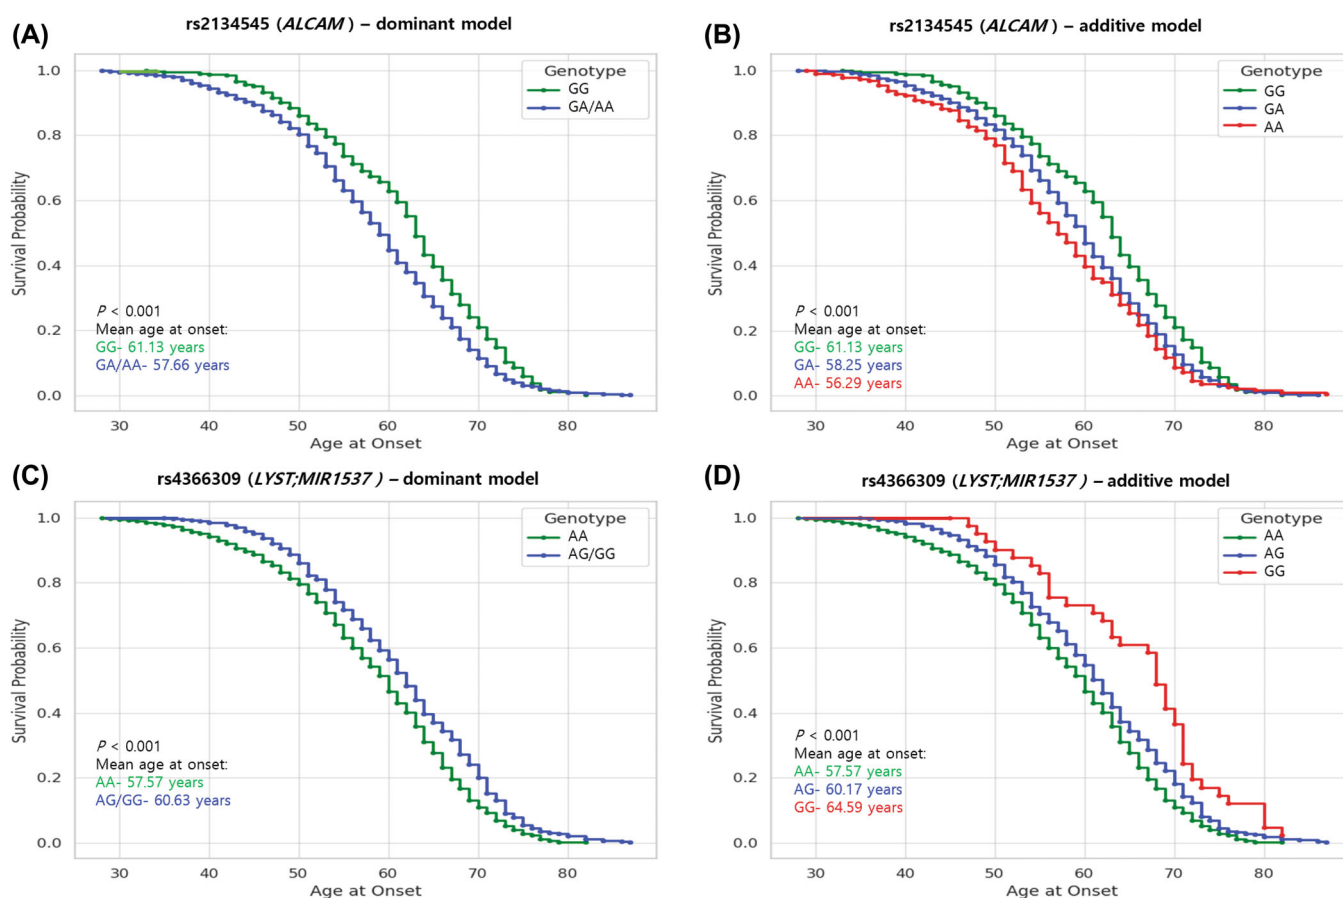 (A)
rs2134545 (ALCAM ) – dominant model
Survival Probability
1.0
0.8
0.6
0.4
0.2
0.0
Genotype
GG
GA/AA
P < 0.001
Mean age at onset:
GG- 61.13 years
GA/AA- 57.66 years
30 40 50 60 70 80
Age at Onset
(B)
rs2134545 (ALCAM ) – additive model
Survival Probability
1.0
0.8
0.6
0.4
0.2
0.0
Genotype
GG
GA
AA
P < 0.001
Mean age at onset:
GG- 61.13 years
GA- 58.25 years
AA- 56.29 years
30 40 50 60 70 80
Age at Onset
(C)
rs4366309 (LYST;MIR1537 ) – dominant model
Survival Probability
1.0
0.8
0.6
0.4
0.2
0.0
Genotype
AA
AG/GG
P < 0.001
Mean age at onset:
AA- 57.57 years
AG/GG- 60.63 years
30 40 50 60 70 80
Age at Onset
(D)
rs4366309 (LYST;MIR1537 ) – additive model
Survival Probability
1.0
0.8
0.6
0.4
0.2
0.0
Genotype
AA
AG
GG
P < 0.001
Mean age at onset:
AA- 57.57 years
AG- 60.17 years
GG- 64.59 years
30 40 50 60 70 80
Age at Onset